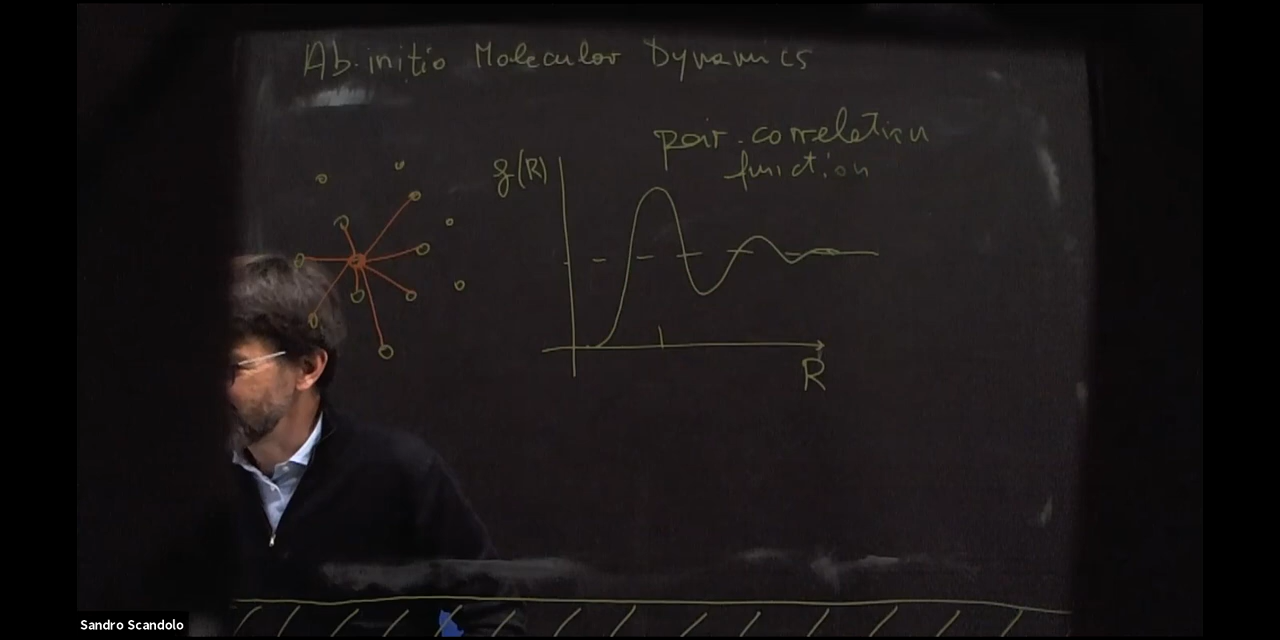 Ab-initio Molecular Dynamics
pair-correlation
function
g(R)
R
Sandro Scandolo